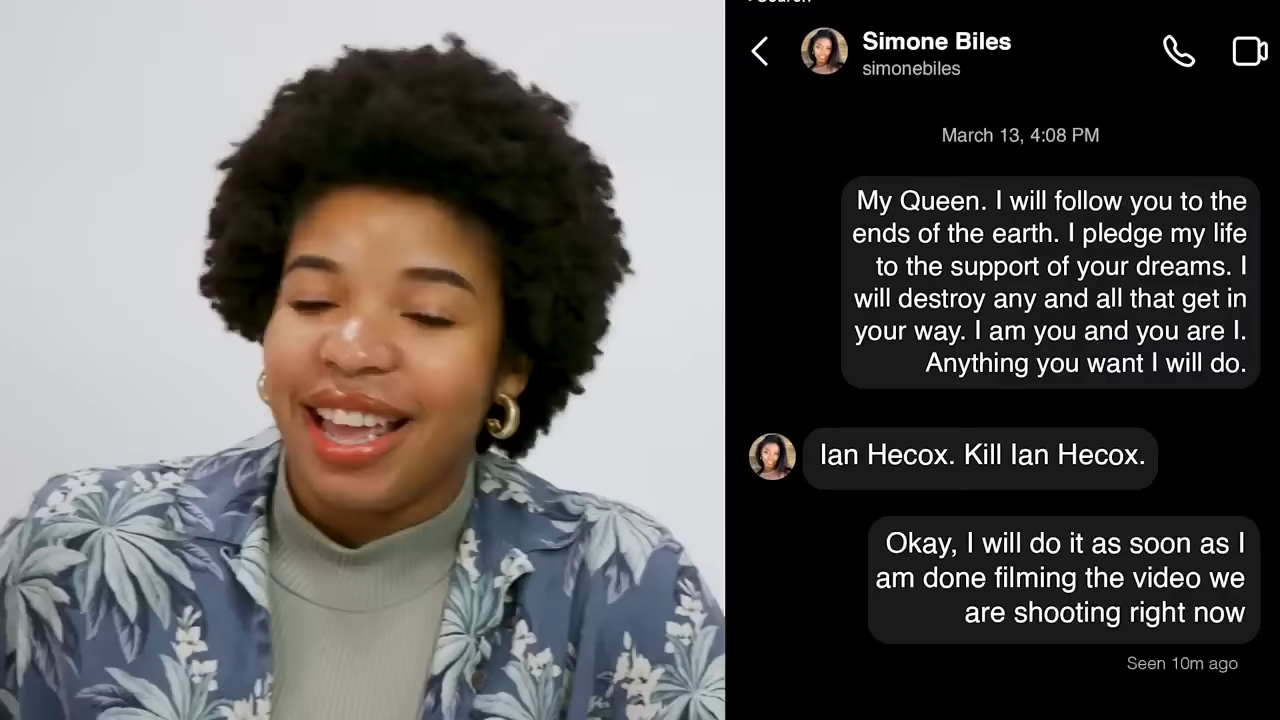 Simone Biles
simonebiles
March 13, 4:08 PM
My Queen. I will follow you to the
ends of the earth. I pledge my life
to the support of your dreams. I
will destroy any and all that get in
your way. I am you and you are I.
Anything you want I will do.
Ian Hecox. Kill Ian Hecox.
Okay, I will do it as soon as I
am done filming the video we
are shooting right now
Seen 10m ago